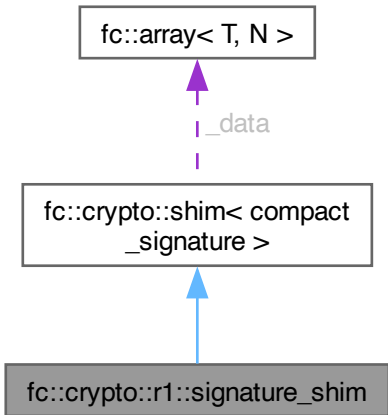 fc::array< T, N >
_data
fc::crypto::shim< compact
_signature >
fc::crypto::r1::signature_shim